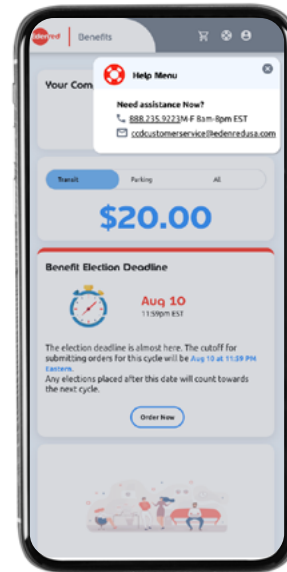 Edenred Benefits
Help Menu
Your Com
Need assistance Now?
888.235.9223 M-F 8am-8pm EST
ccdcustomerservice@edenredusa.com
Transit Parking All
$20.00
Benefit Election Deadline
Aug 10
11:59pm EST
The election deadline is almost here. The cutoff for
submitting orders for this cycle will be Aug 10 at 11:59 PM
Eastern.
Any elections placed after this date will count towards
the next cycle.
Order Now